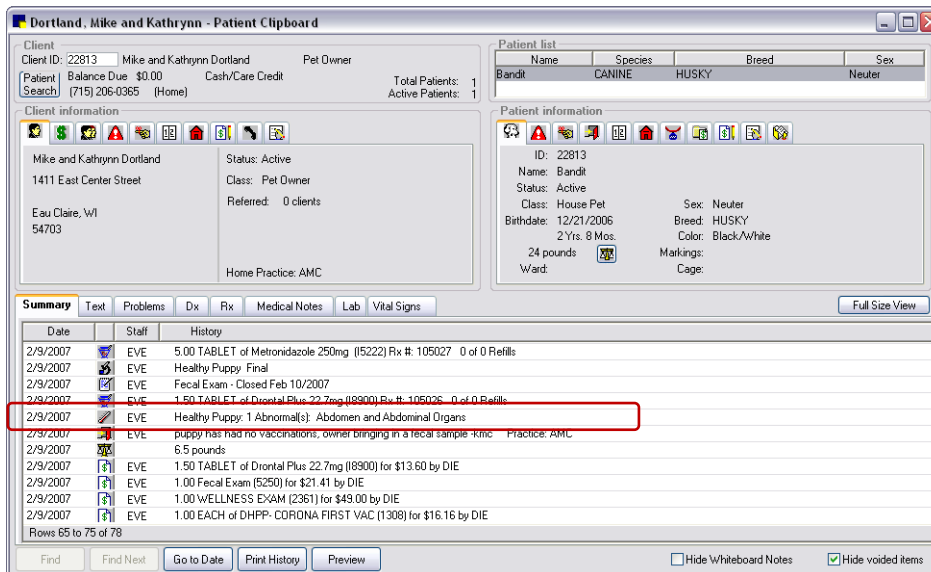 Dortland, Mike and Kathrynn - Patient Clipboard
Client
Client ID: 22813 Mike and Kathrynn Dortland Pet Owner
Patient Search
Balance Due $0.00 Cash/Care Credit Total Patients: 1
(715) 206-0365 (Home) Active Patients: 1
Patient list
Name Species Breed Sex
Bandit CANINE HUSKY Neuter
Client information
Mike and Kathrynn Dortland Status: Active
1411 East Center Street Class: Pet Owner
Referred: 0 clients
Eau Claire, WI
54703
Home Practice: AMC
Patient information
ID: 22813
Name: Bandit
Status: Active
Class: House Pet Sex: Neuter
Birthdate: 12/21/2006 Breed: HUSKY
2 Yrs. 8 Mos. Color: Black/White
24 pounds Markings:
Ward: Cage:
Summary Text Problems Dx Rx Medical Notes Lab Vital Signs Full Size View
Date Staff History
2/9/2007 EVE 5.00 TABLET of Metronidazole 250mg (I5222) Rx #: 105027 0 of 0 Refills
2/9/2007 EVE Healthy Puppy Final
2/9/2007 EVE Fecal Exam - Closed Feb 10/2007
2/9/2007 EVE 1.50 TABLET of Drontal Plus 22.7mg (I8900) Rx #: 105026 0 of 0 Refills
2/9/2007 EVE Healthy Puppy: 1 Abnormal(s): Abdomen and Abdominal Organs
2/9/2007 EVE puppy has had no vaccinations, owner bringing in a fecal sample -kmc Practice: AMC
2/9/2007 EVE 6.5 pounds
2/9/2007 EVE 1.50 TABLET of Drontal Plus 22.7mg (I8900) for $13.60 by DIE
2/9/2007 EVE 1.00 Fecal Exam (5250) for $21.41 by DIE
2/9/2007 EVE 1.00 WELLNESS EXAM (2361) for $49.00 by DIE
2/9/2007 EVE 1.00 EACH of DHPP- CORONA FIRST VAC (1308) for $16.16 by DIE
Rows 65 to 75 of 78
Find Find Next Go to Date Print History Preview Hide Whiteboard Notes Hide voided items